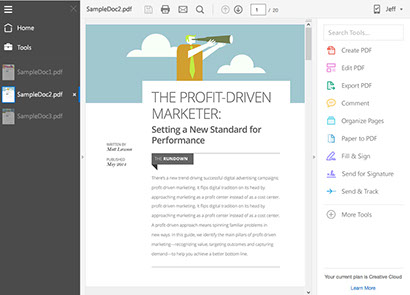 SampleDoc2.pdf
1 / 20
Jeff
Home
Tools
SampleDoc1.pdf
SampleDoc2.pdf
SampleDoc3.pdf
THE PROFIT-DRIVEN
MARKETER:
Setting a New Standard for
Performance
WRITTEN BY
Matt Lawson
PUBLISHED
May 2014
THE RUNDOWN
There's a new trend driving successful digital advertising campaigns:
profit-driven marketing. It flips digital tradition on its head by
approaching marketing as a profit center instead of as a cost center.
profit-driven marketing. It flips digital tradition on its head by
approaching marketing as a profit center instead of as a cost center.
A profit-driven approach means spinning familiar problems in
new ways. In this guide, we identify the main pillars of profit-driven
marketing—recognising value, targeting outcomes and capturing
demand—to help you achieve a better bottom line.
Search Tools...
Create PDF
Edit PDF
Export PDF
Comment
Organize Pages
Paper to PDF
Fill & Sign
Send for Signature
Send & Track
More Tools
Your current plan is Creative Cloud
Learn More